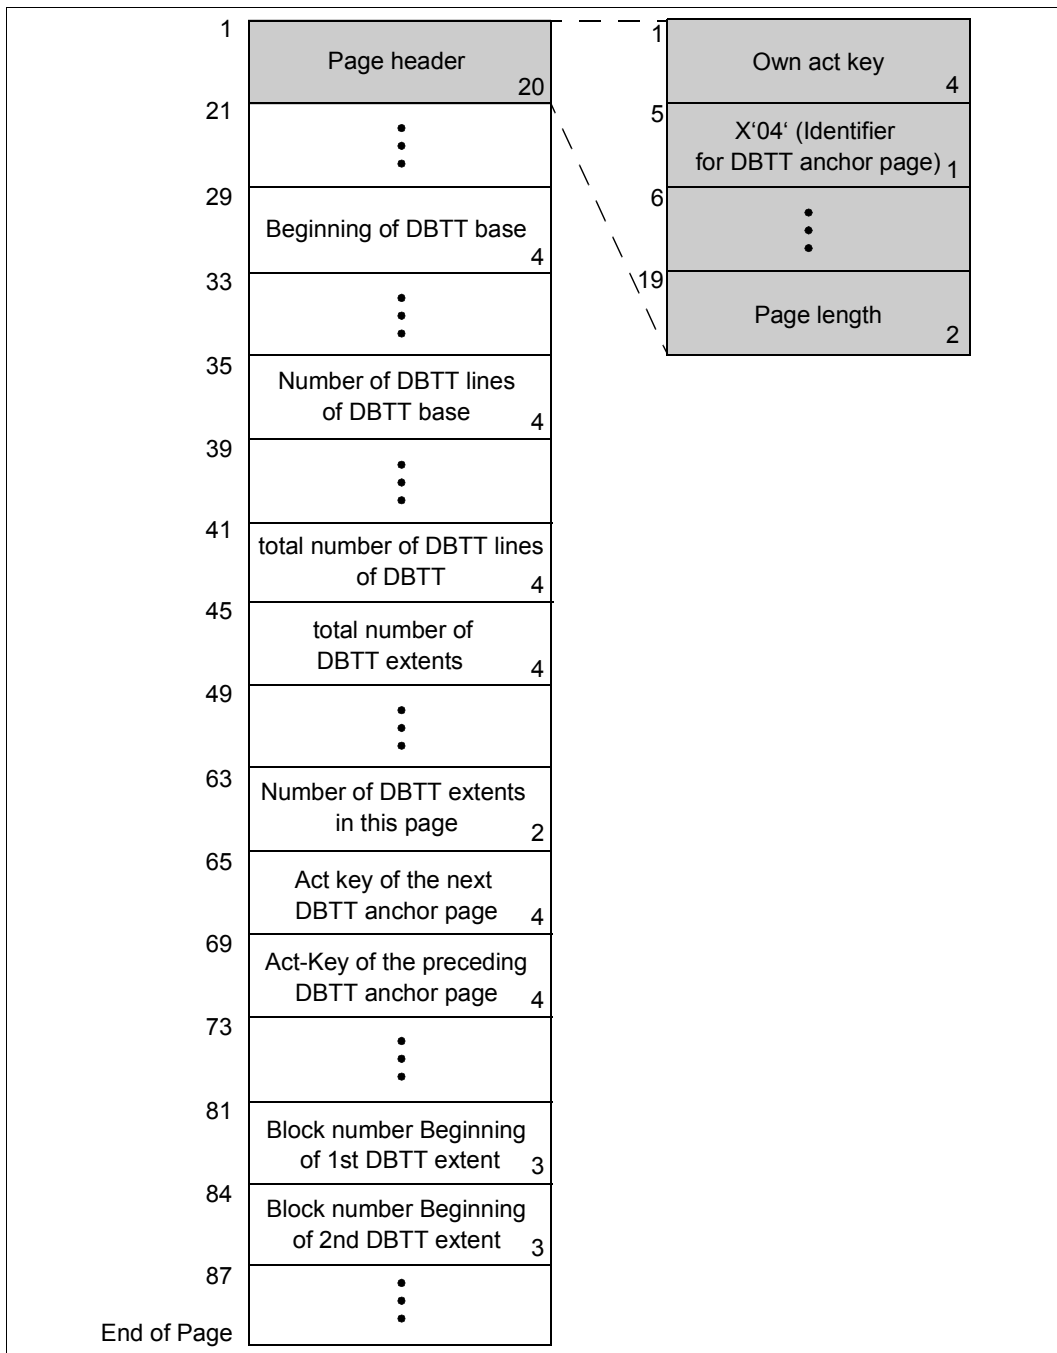 1
Page header
20
21
29
Beginning of DBTT base
4
33
35
Number of DBTT lines
of DBTT base
4
39
41
total number of DBTT lines
of DBTT
4
45
total number of
DBTT extents
4
49
63
Number of DBTT extents
in this page
2
65
Act key of the next
DBTT anchor page
4
69
Act-Key of the preceding
DBTT anchor page
4
73
81
Block number Beginning
of 1st DBTT extent
3
84
Block number Beginning
of 2nd DBTT extent
3
87
End of Page
1
Own act key
4
5
X‘04‘ (Identifier
for DBTT anchor page)
1
6
19
Page length
2